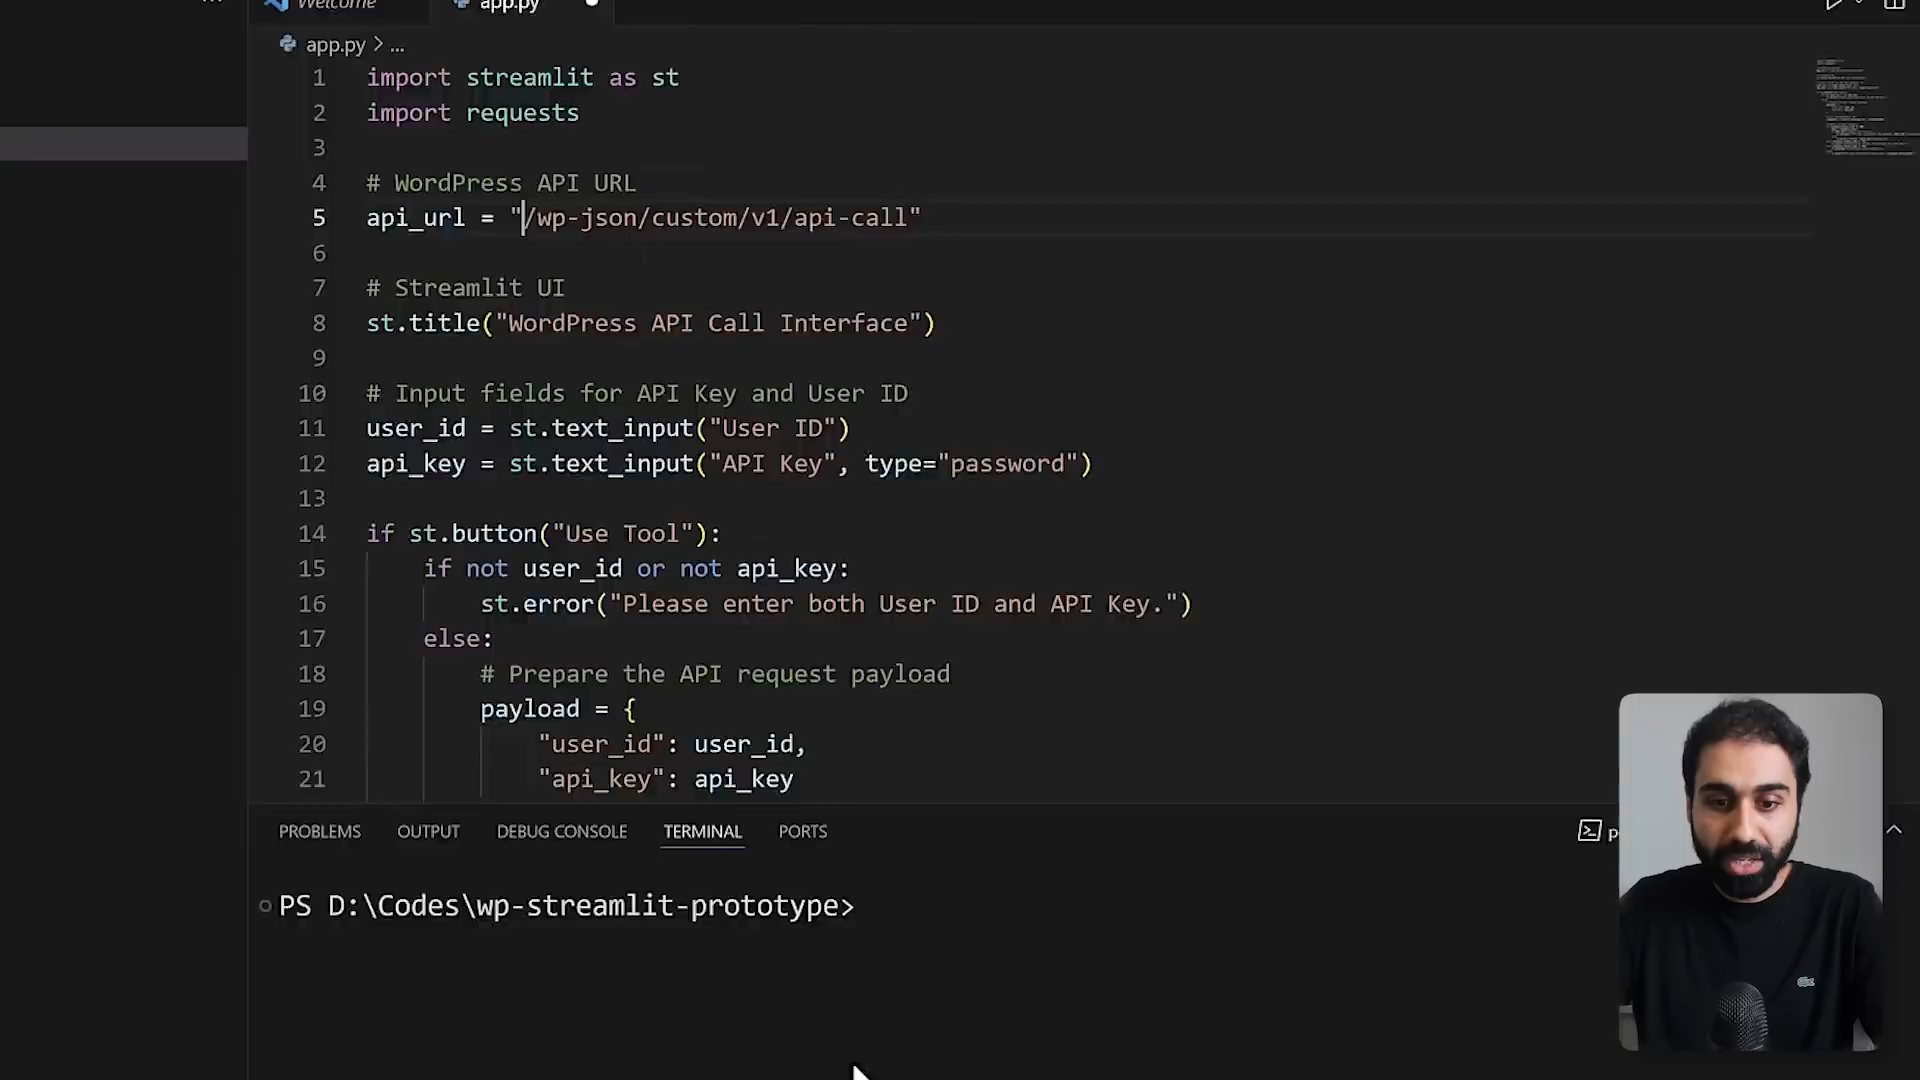 Welcome
app.py
app.py > ...
1 import streamlit as st
2 import requests
3
4 # WordPress API URL
5 api_url = "/wp-json/custom/v1/api-call"
6
7 # Streamlit UI
8 st.title("WordPress API Call Interface")
9
10 # Input fields for API Key and User ID
11 user_id = st.text_input("User ID")
12 api_key = st.text_input("API Key", type="password")
13
14 if st.button("Use Tool"):
15 if not user_id or not api_key:
16 st.error("Please enter both User ID and API Key.")
17 else:
18 # Prepare the API request payload
19 payload = {
20 "user_id": user_id,
21 "api_key": api_key
PROBLEMS OUTPUT DEBUG CONSOLE TERMINAL PORTS
PS D:\Codes\wp-streamlit-prototype>